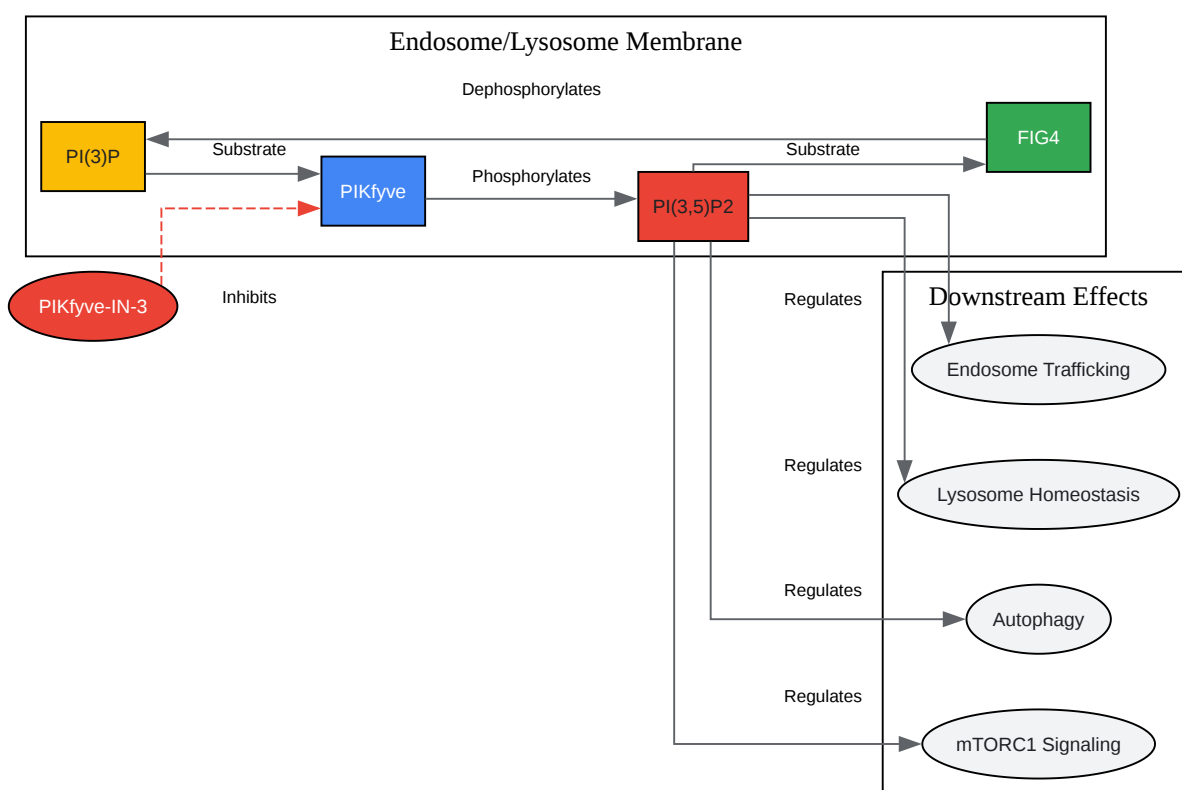 Endosome/Lysosome Membrane
Dephosphorylates
FIG4
PI(3)P
Substrate
Substrate
PIKfyve
Phosphorylates
PI(3,5)P2
PIKfyve-IN-3
Inhibits
Regulates
Downstream Effects
Endosome Trafficking
Regulates
Lysosome Homeostasis
Regulates
Autophagy
Regulates
mTORC1 Signaling